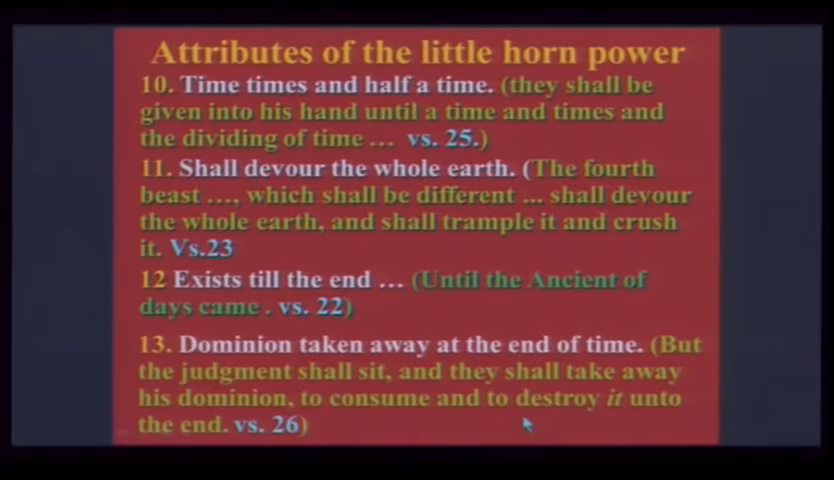 Attributes of the little horn power
10. Time times and half a time. (they shall be
given into his hand until a time and times and
the dividing of time ... vs. 25.)
11. Shall devour the whole earth. (The fourth
beast ..., which shall be different ... shall devour
the whole earth, and shall trample it and crush
it. Vs.23
12 Exists till the end ... (Until the Ancient of
days came . vs. 22)
13. Dominion taken away at the end of time. (But
the judgment shall sit, and they shall take away
his dominion, to consume and to destroy it unto
the end. vs. 26)